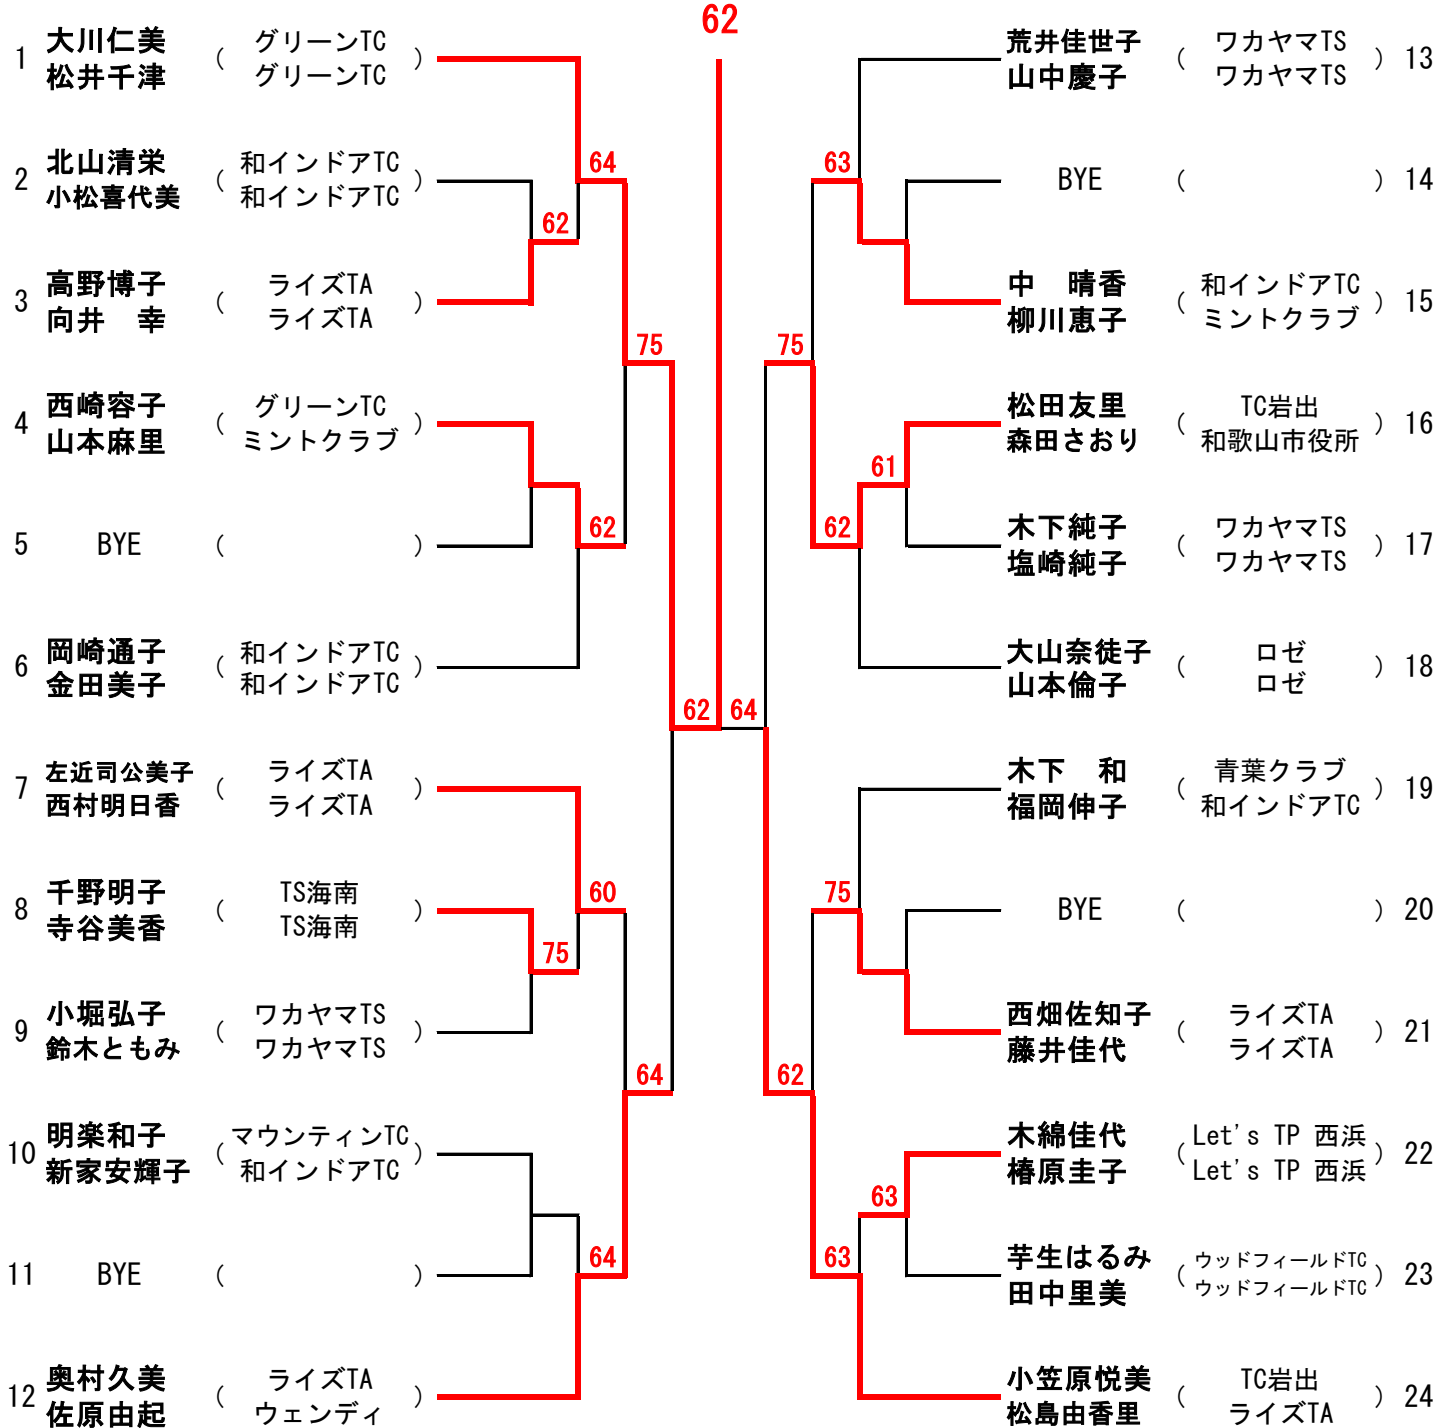 62
1 大川仁美 ( グリーンTC )
松井千津 グリーンTC
2 北山清栄 ( 和インドアTC )
小松喜代美 和インドアTC
3 高野博子 ( ライズTA )
向井　幸 ライズTA
4 西崎容子 ( グリーンTC )
山本麻里 ミントクラブ
5 BYE ( )
6 岡崎通子 ( 和インドアTC )
金田美子 和インドアTC
7 左近司公美子 ( ライズTA )
西村明日香 ライズTA
8 千野明子 ( TS海南 )
寺谷美香 TS海南
9 小堀弘子 ( ワカヤマTS )
鈴木ともみ ワカヤマTS
10 明楽和子 ( マウンティンTC )
新家安輝子 和インドアTC
11 BYE ( )
12 奥村久美 ( ライズTA )
佐原由起 ウェンディ
64
62
75
62
62
60
75
64
64
64
63
75
61
62
75
62
63
63
荒井佳世子 ( ワカヤマTS ) 13
山中慶子 ワカヤマTS
BYE ( ) 14
中　晴香 ( 和インドアTC ) 15
柳川恵子 ミントクラブ
松田友里 ( TC岩出 ) 16
森田さおり 和歌山市役所
木下純子 ( ワカヤマTS ) 17
塩崎純子 ワカヤマTS
大山奈徒子 ( ロゼ ) 18
山本倫子 ロゼ
木下　和 ( 青葉クラブ ) 19
福岡伸子 和インドアTC
BYE ( ) 20
西畑佐知子 ( ライズTA ) 21
藤井佳代 ライズTA
木綿佳代 ( Let's TP 西浜 ) 22
椿原圭子 Let's TP 西浜
芋生はるみ ( ウッドフィールドTC ) 23
田中里美 ウッドフィールドTC
小笠原悦美 ( TC岩出 ) 24
松島由香里 ライズTA